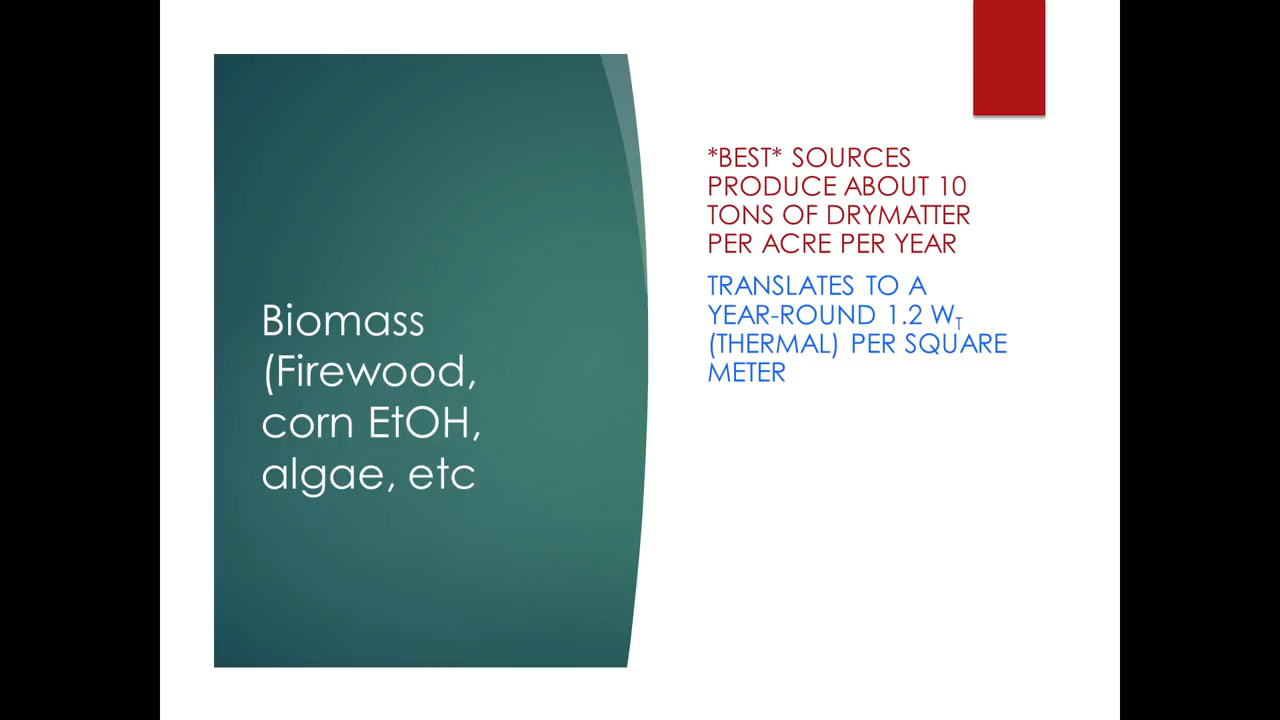 Biomass
(Firewood,
corn EtOH,
algae, etc
*BEST* SOURCES
PRODUCE ABOUT 10
TONS OF DRYMATTER
PER ACRE PER YEAR
TRANSLATES TO A
YEAR-ROUND 1.2 WT
(THERMAL) PER SQUARE
METER